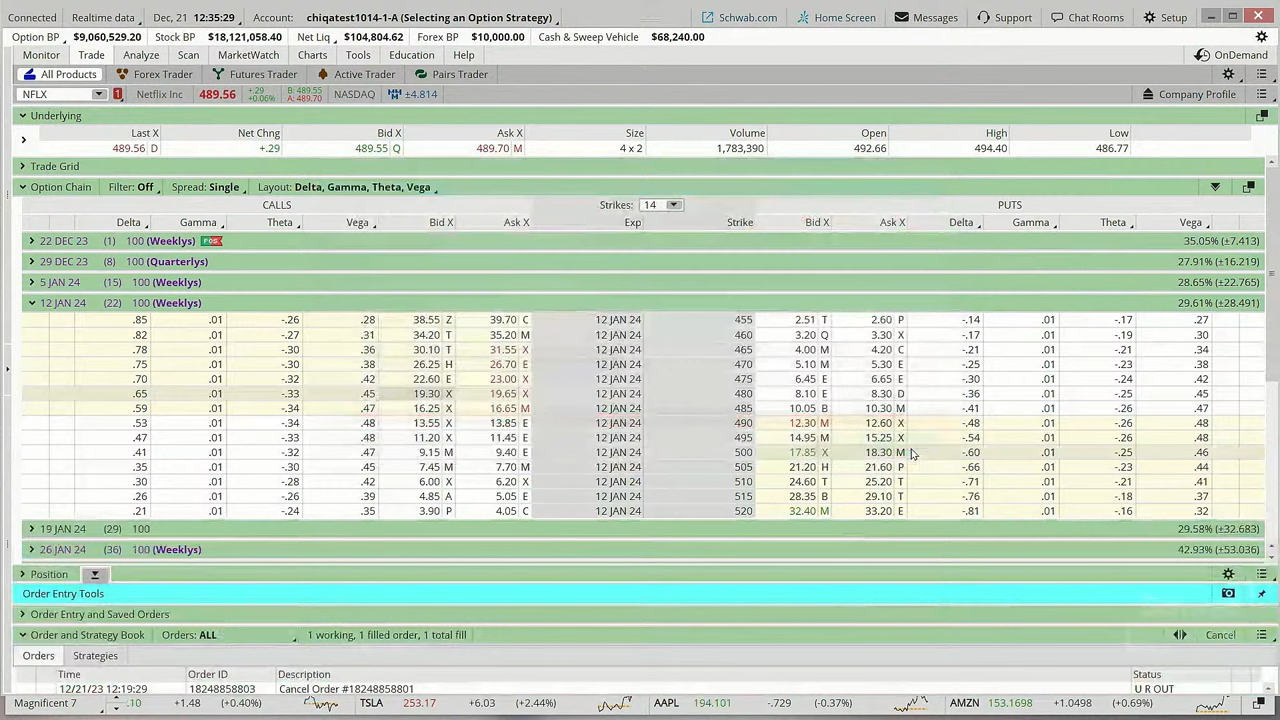 Connected Realtime data Dec, 21 12:35:29 Account: chiqatest1014-1-A (Selecting an Option Strategy) Schwab.com Home Screen Messages Support Chat Rooms Setup
Option BP $9,060,529.20 Stock BP $18,121,058.40 Net Liq $104,804.62 Forex BP $10,000.00 Cash & Sweep Vehicle $68,240.00
Monitor Trade Analyze Scan MarketWatch Charts Tools Education Help OnDemand
All Products Forex Trader Futures Trader Active Trader Pairs Trader
NFLX 1 Netflix Inc 489.56 +.29 +0.06% B: 489.55 A: 489.70 NASDAQ ±4.814 Company Profile
Underlying
Last X Net Chng Bid X Ask X Size Volume Open High Low
489.56 D +.29 489.55 Q 489.70 M 4 x 2 1,783,390 492.66 494.40 486.77
Trade Grid
Option Chain Filter: Off Spread: Single Layout: Delta, Gamma, Theta, Vega
CALLS Strikes: 14 PUTS
Delta Gamma Theta Vega Bid X Ask X Exp Strike Bid X Ask X Delta Gamma Theta Vega
22 DEC 23 (1) 100 (Weeklys) POS 35.05% (±7.413)
29 DEC 23 (8) 100 (Quarterlys) 27.91% (±16.219)
5 JAN 24 (15) 100 (Weeklys) 28.65% (±22.765)
12 JAN 24 (22) 100 (Weeklys) 29.61% (±28.491)
.85 .01 -.26 .28 38.55 Z 39.70 C 12 JAN 24 455 2.51 T 2.60 P -.14 .01 -.17 .27
.82 .01 -.27 .31 34.20 T 35.20 M 12 JAN 24 460 3.20 Q 3.30 X -.17 .01 -.19 .30
.78 .01 -.30 .36 30.10 T 31.55 X 12 JAN 24 465 4.00 M 4.20 C -.21 .01 -.21 .34
.75 .01 -.30 .38 26.25 H 26.70 E 12 JAN 24 470 5.10 M 5.30 E -.25 .01 -.23 .38
.70 .01 -.32 .42 22.60 E 23.00 X 12 JAN 24 475 6.45 E 6.65 E -.30 .01 -.24 .42
.65 .01 -.33 .45 19.30 X 19.65 X 12 JAN 24 480 8.10 E 8.30 D -.36 .01 -.25 .45
.59 .01 -.34 .47 16.25 X 16.65 M 12 JAN 24 485 10.05 B 10.30 M -.41 .01 -.26 .47
.53 .01 -.34 .48 13.55 X 13.85 E 12 JAN 24 490 12.30 M 12.60 X -.48 .01 -.26 .48
.47 .01 -.33 .48 11.20 X 11.45 E 12 JAN 24 495 14.95 M 15.25 X -.54 .01 -.26 .48
.41 .01 -.32 .47 9.15 M 9.40 E 12 JAN 24 500 17.85 X 18.30 M -.60 .01 -.25 .46
.35 .01 -.30 .45 7.45 M 7.70 M 12 JAN 24 505 21.20 H 21.60 P -.66 .01 -.23 .44
.30 .01 -.28 .42 6.00 X 6.20 X 12 JAN 24 510 24.60 T 25.20 T -.71 .01 -.21 .41
.26 .01 -.26 .39 4.85 A 5.05 E 12 JAN 24 515 28.35 B 29.10 T -.76 .01 -.18 .37
.21 .01 -.24 .35 3.90 P 4.05 C 12 JAN 24 520 32.40 M 33.20 E -.81 .01 -.16 .32
19 JAN 24 (29) 100 29.58% (±32.683)
26 JAN 24 (36) 100 (Weeklys) 42.93% (±53.036)
Position
Order Entry Tools
Order Entry and Saved Orders
Order and Strategy Book Orders: ALL 1 working, 1 filled order, 1 total fill Cancel
Orders Strategies
Time Order ID Description Status
12/21/23 12:19:29 18248858803 Cancel Order #18248858801 U R OUT
Magnificent 7 .10 +1.48 +0.40%) TSLA 253.17 +6.03 (+2.44%) AAPL 194.101 -.729 (-0.37%) AMZN 153.1698 +1.0498 (+0.69%)